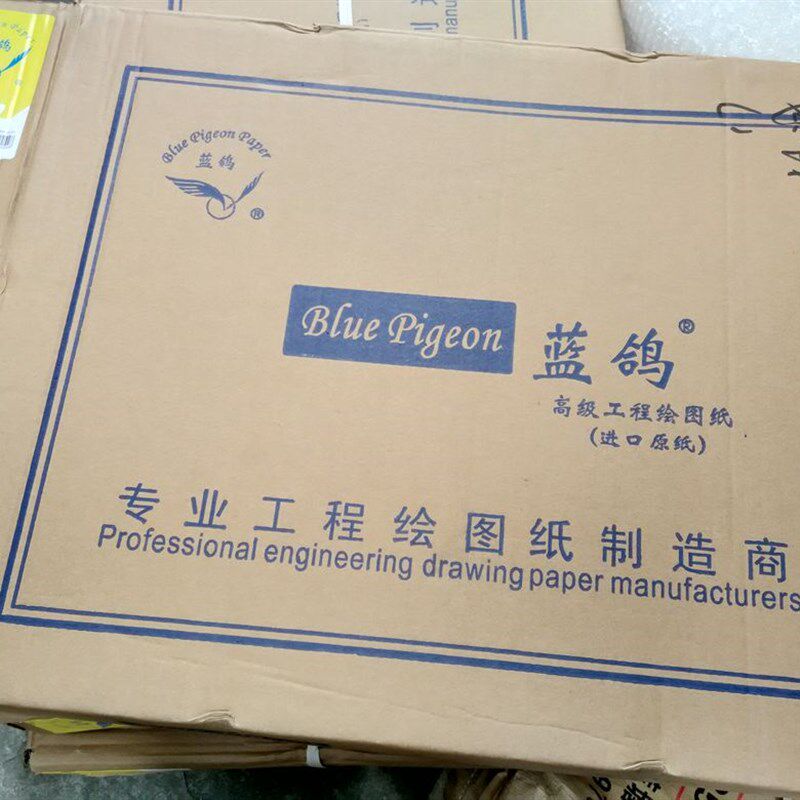 Blue Pigeon Paper
蓝鸽
®
Blue Pigeon
蓝鸽®
高级工程绘图纸
(进口原纸)
专业工程绘图纸制造商
Professional engineering drawing paper manufacturers